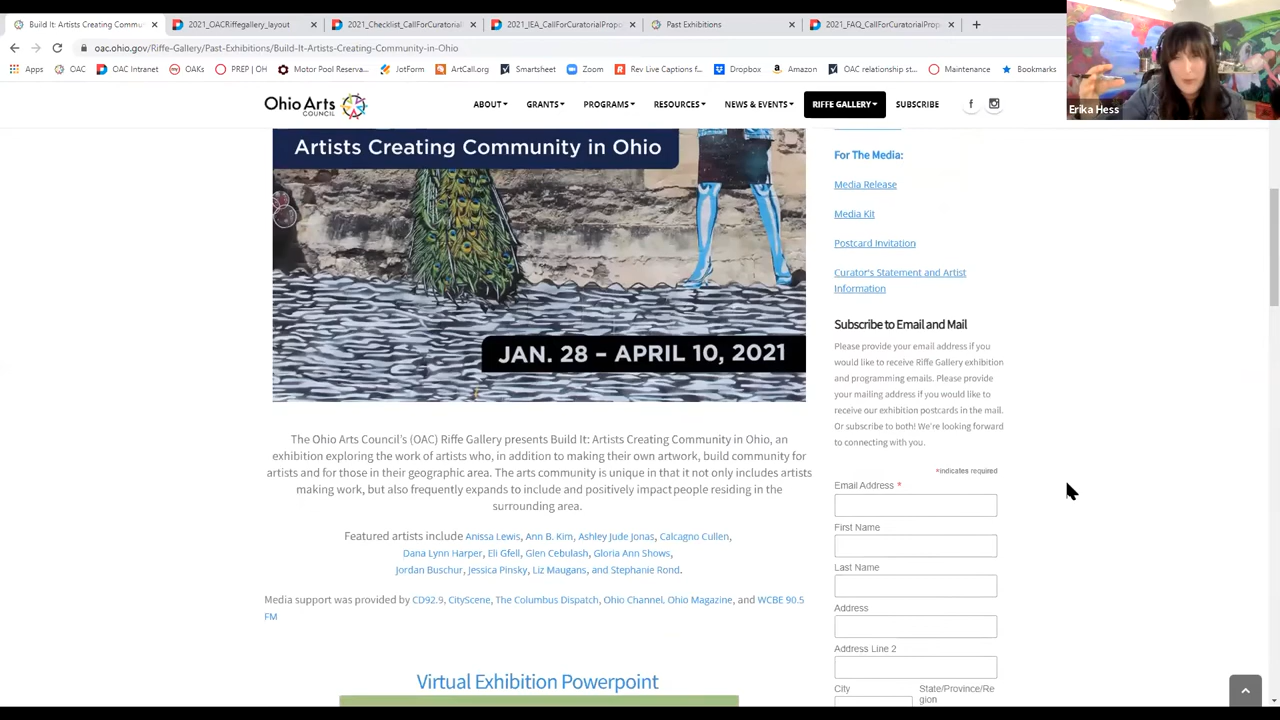 Build It: Artists Creating Commu
2021_OACRiffegallery_layout
2021_Checklist_CallForCuratorial
2021_IEA_CallForCuratorialPropo
Past Exhibitions
2021_FAQ_CallForCuratorialProp
oac.ohio.gov/Riffe-Gallery/Past-Exhibitions/Build-It-Artists-Creating-Community-in-Ohio
Apps
OAC
OAC Intranet
OAKs
PREP | OH
Motor Pool Reserva...
JotForm
ArtCall.org
Smartsheet
Zoom
Rev Live Captions f...
Dropbox
Amazon
OAC relationship st...
Maintenance
Bookmarks
Erika Hess
Ohio Arts
COUNCIL
ABOUT
GRANTS
PROGRAMS
RESOURCES
NEWS & EVENTS
RIFFE GALLERY
SUBSCRIBE
Artists Creating Community in Ohio
JAN. 28 – APRIL 10, 2021
The Ohio Arts Council's (OAC) Riffe Gallery presents Build It: Artists Creating Community in Ohio, an
exhibition exploring the work of artists who, in addition to making their own artwork, build community for
artists and for those in their geographic area. The arts community is unique in that it not only includes artists
making work, but also frequently expands to include and positively impact people residing in the
surrounding area.
Featured artists include Anissa Lewis, Ann B. Kim, Ashley Jude Jonas, Calcagno Cullen,
Dana Lynn Harper, Eli Gfell, Glen Cebulash, Gloria Ann Shows,
Jordan Buschur, Jessica Pinsky, Liz Maugans, and Stephanie Rond.
Media support was provided by CD92.9, CityScene, The Columbus Dispatch, Ohio Channel, Ohio Magazine, and WCBE 90.5
FM
Virtual Exhibition Powerpoint
For The Media:
Media Release
Media Kit
Postcard Invitation
Curator's Statement and Artist
Information
Subscribe to Email and Mail
Please provide your email address if you
would like to receive Riffe Gallery exhibition
and programming emails. Please provide
your mailing address if you would like to
receive our exhibition postcards in the mail.
Or subscribe to both! We're looking forward
to connecting with you.
*indicates required
Email Address *
First Name
Last Name
Address
Address Line 2
City
State/Province/Re
gion